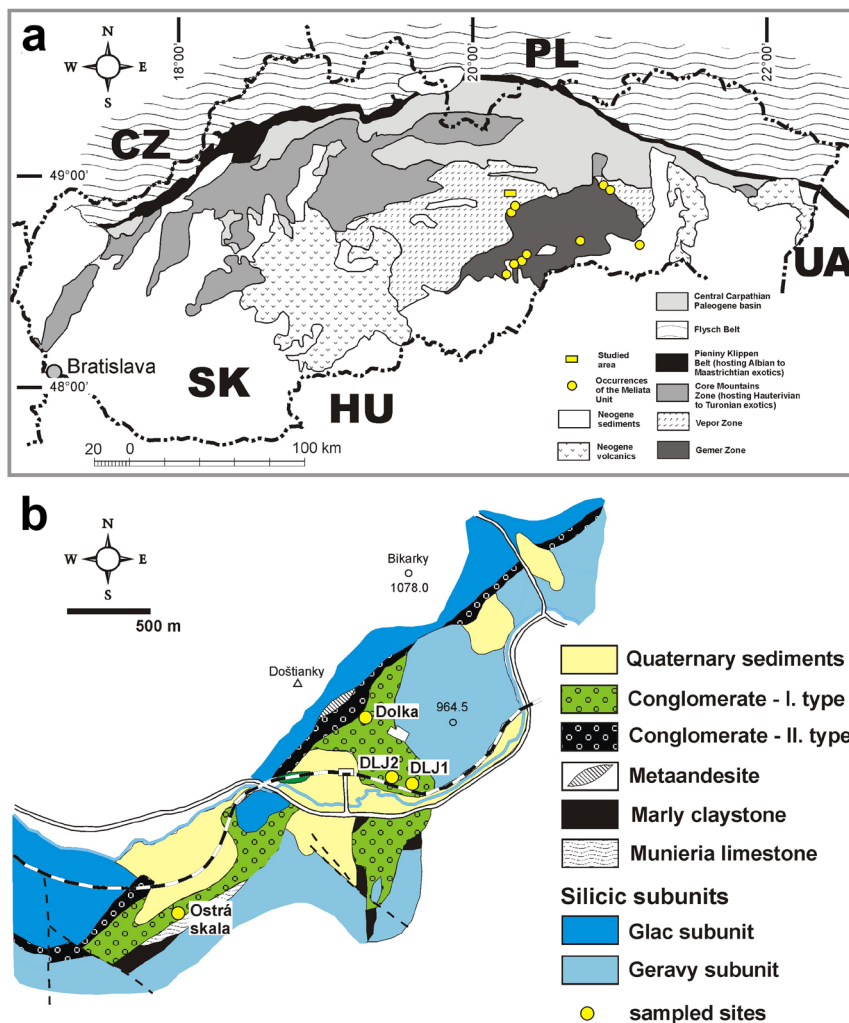 a
N
W E
S
18°00'
20°00'
22°00'
PL
CZ
49°00'
UA
Bratislava
48°00'
SK
HU
20 0 100 km
Studied
area
Occurrences
of the Meliata
Unit
Neogene
sediments
Neogene
volcanics
Central Carpathian
Paleogene basin
Flysch Belt
Pieniny Klippen
Belt (hosting Albian to
Maastrichtian exotics)
Core Mountains
Zone (hosting Hauterivian
to Turonian exotics)
Vepor Zone
Gemer Zone
b
N
W E
S
500 m
Bikarky
1078.0
Doštianky
Dolka
964.5
DLJ2
DLJ1
Ostrá
skala
Quaternary sediments
Conglomerate - I. type
Conglomerate - II. type
Metaandesite
Marly claystone
Munieria limestone
Silicic subunits
Glac subunit
Geravy subunit
sampled sites